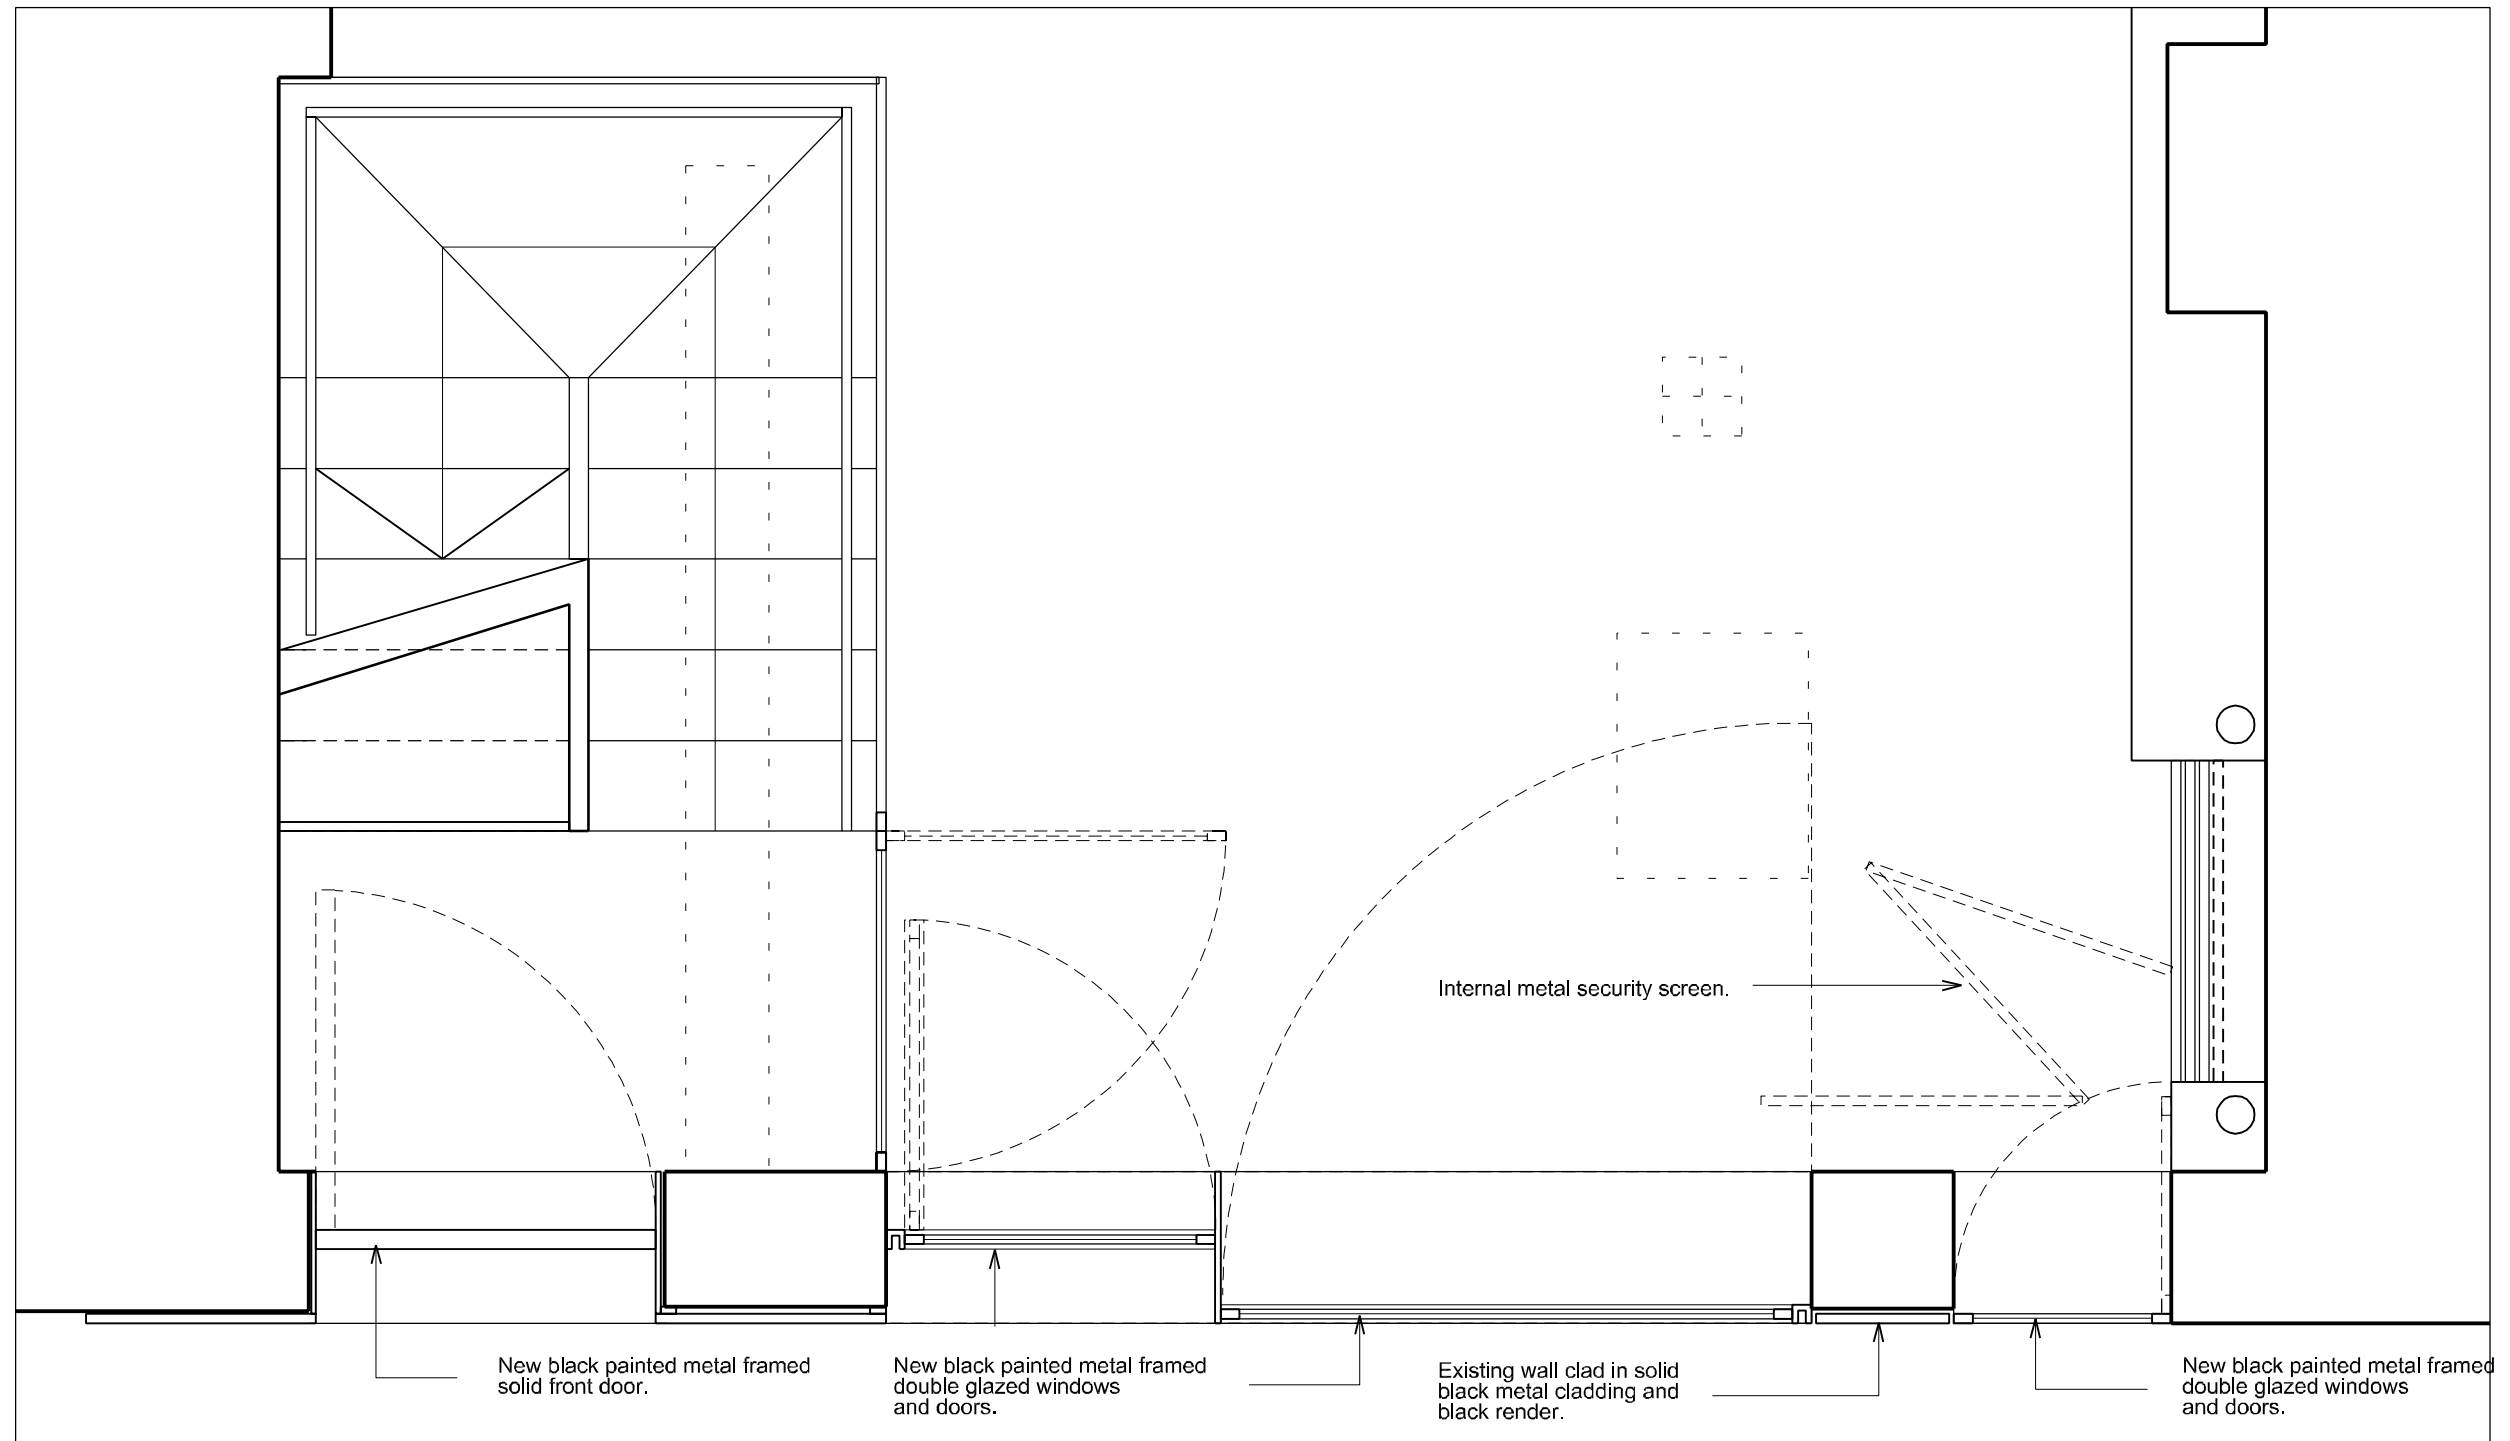 Internal metal security screen.
New black painted metal framed
solid front door.
New black painted metal framed
double glazed windows
and doors.
Existing wall clad in solid
black metal cladding and
black render.
New black painted metal framed
double glazed windows
and doors.